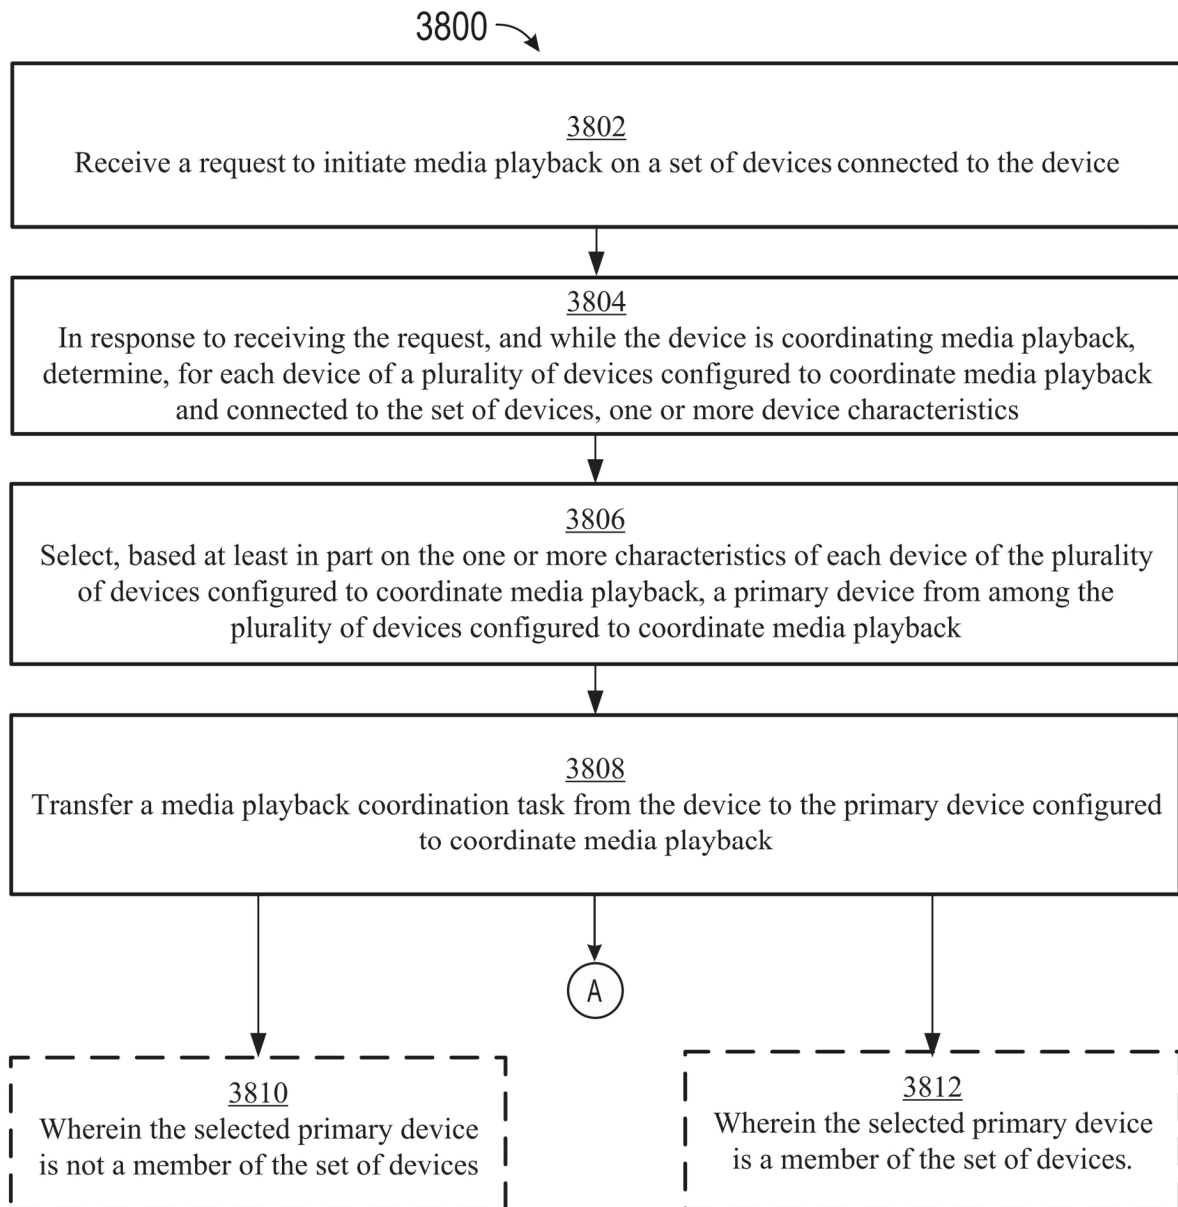 3800
3802
Receive a request to initiate media playback on a set of devices connected to the device
3804
In response to receiving the request, and while the device is coordinating media playback,
determine, for each device of a plurality of devices configured to coordinate media playback
and connected to the set of devices, one or more device characteristics
3806
Select, based at least in part on the one or more characteristics of each device of the plurality
of devices configured to coordinate media playback, a primary device from among the
plurality of devices configured to coordinate media playback
3808
Transfer a media playback coordination task from the device to the primary device configured
to coordinate media playback
A
3810
Wherein the selected primary device
is not a member of the set of devices
3812
Wherein the selected primary device
is a member of the set of devices.